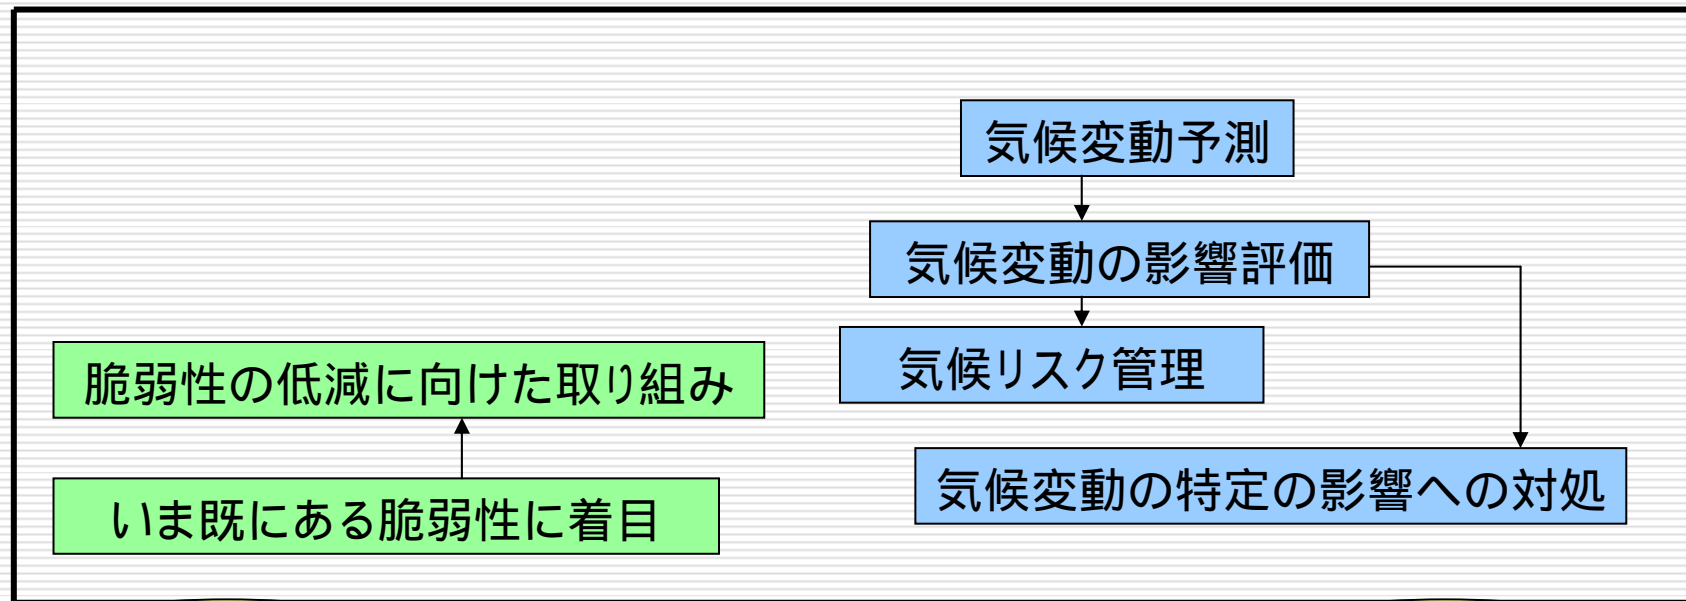 気候変動予測
気候変動の影響評価
気候リスク管理
脆弱性の低減に向けた取り組み
気候変動の特定の影響への対処
いま既にある脆弱性に着目